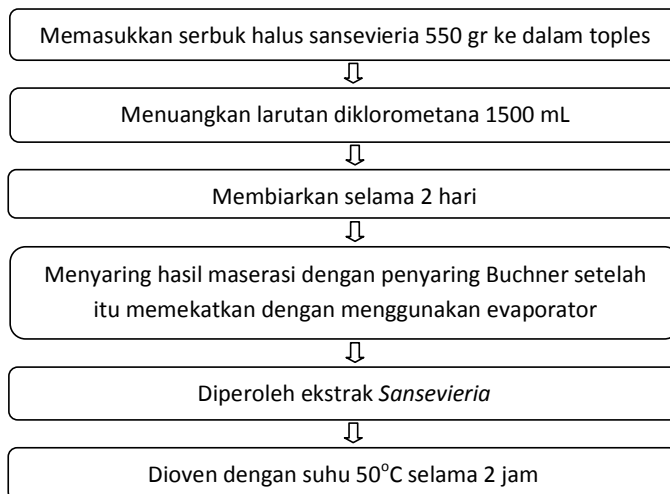 Memasukkan serbuk halus sansevieria 550 gr ke dalam toples
Menuangkan larutan diklorometana 1500 mL
Membiarkan selama 2 hari
Menyaring hasil maserasi dengan penyaring Buchner setelah
itu memekatkan dengan menggunakan evaporator
Diperoleh ekstrak Sansevieria
Dioven dengan suhu 50°C selama 2 jam